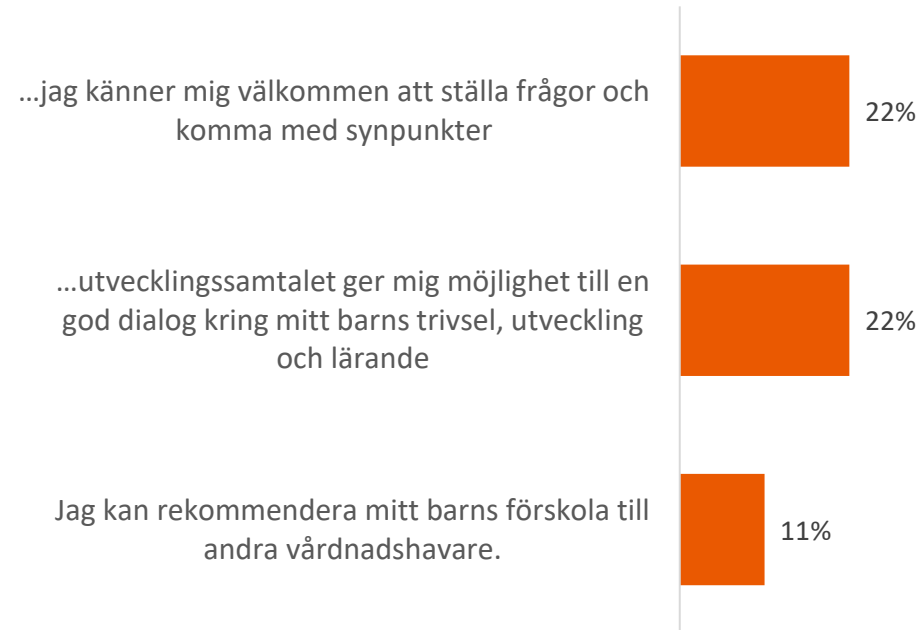 ...jag känner mig välkommen att ställa frågor och
komma med synpunkter
22%
...utvecklingssamtalet ger mig möjlighet till en
god dialog kring mitt barns trivsel, utveckling
och lärande
22%
Jag kan rekommendera mitt barns förskola till
andra vårdnadshavare.
11%